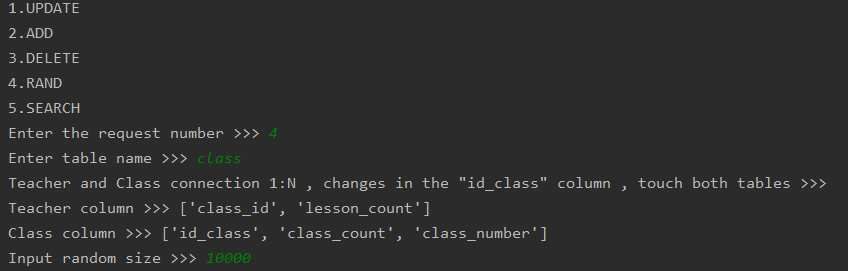 1.UPDATE
2.ADD
3.DELETE
4.RAND
5.SEARCH
Enter the request number >>> 4
Enter table name >>> class
Teacher and Class connection 1:N , changes in the "id_class" column , touch both tables >>>
Teacher column >>> ['class_id', 'lesson_count']
Class column >>> ['id_class', 'class_count', 'class_number']
Input random size >>> 10000